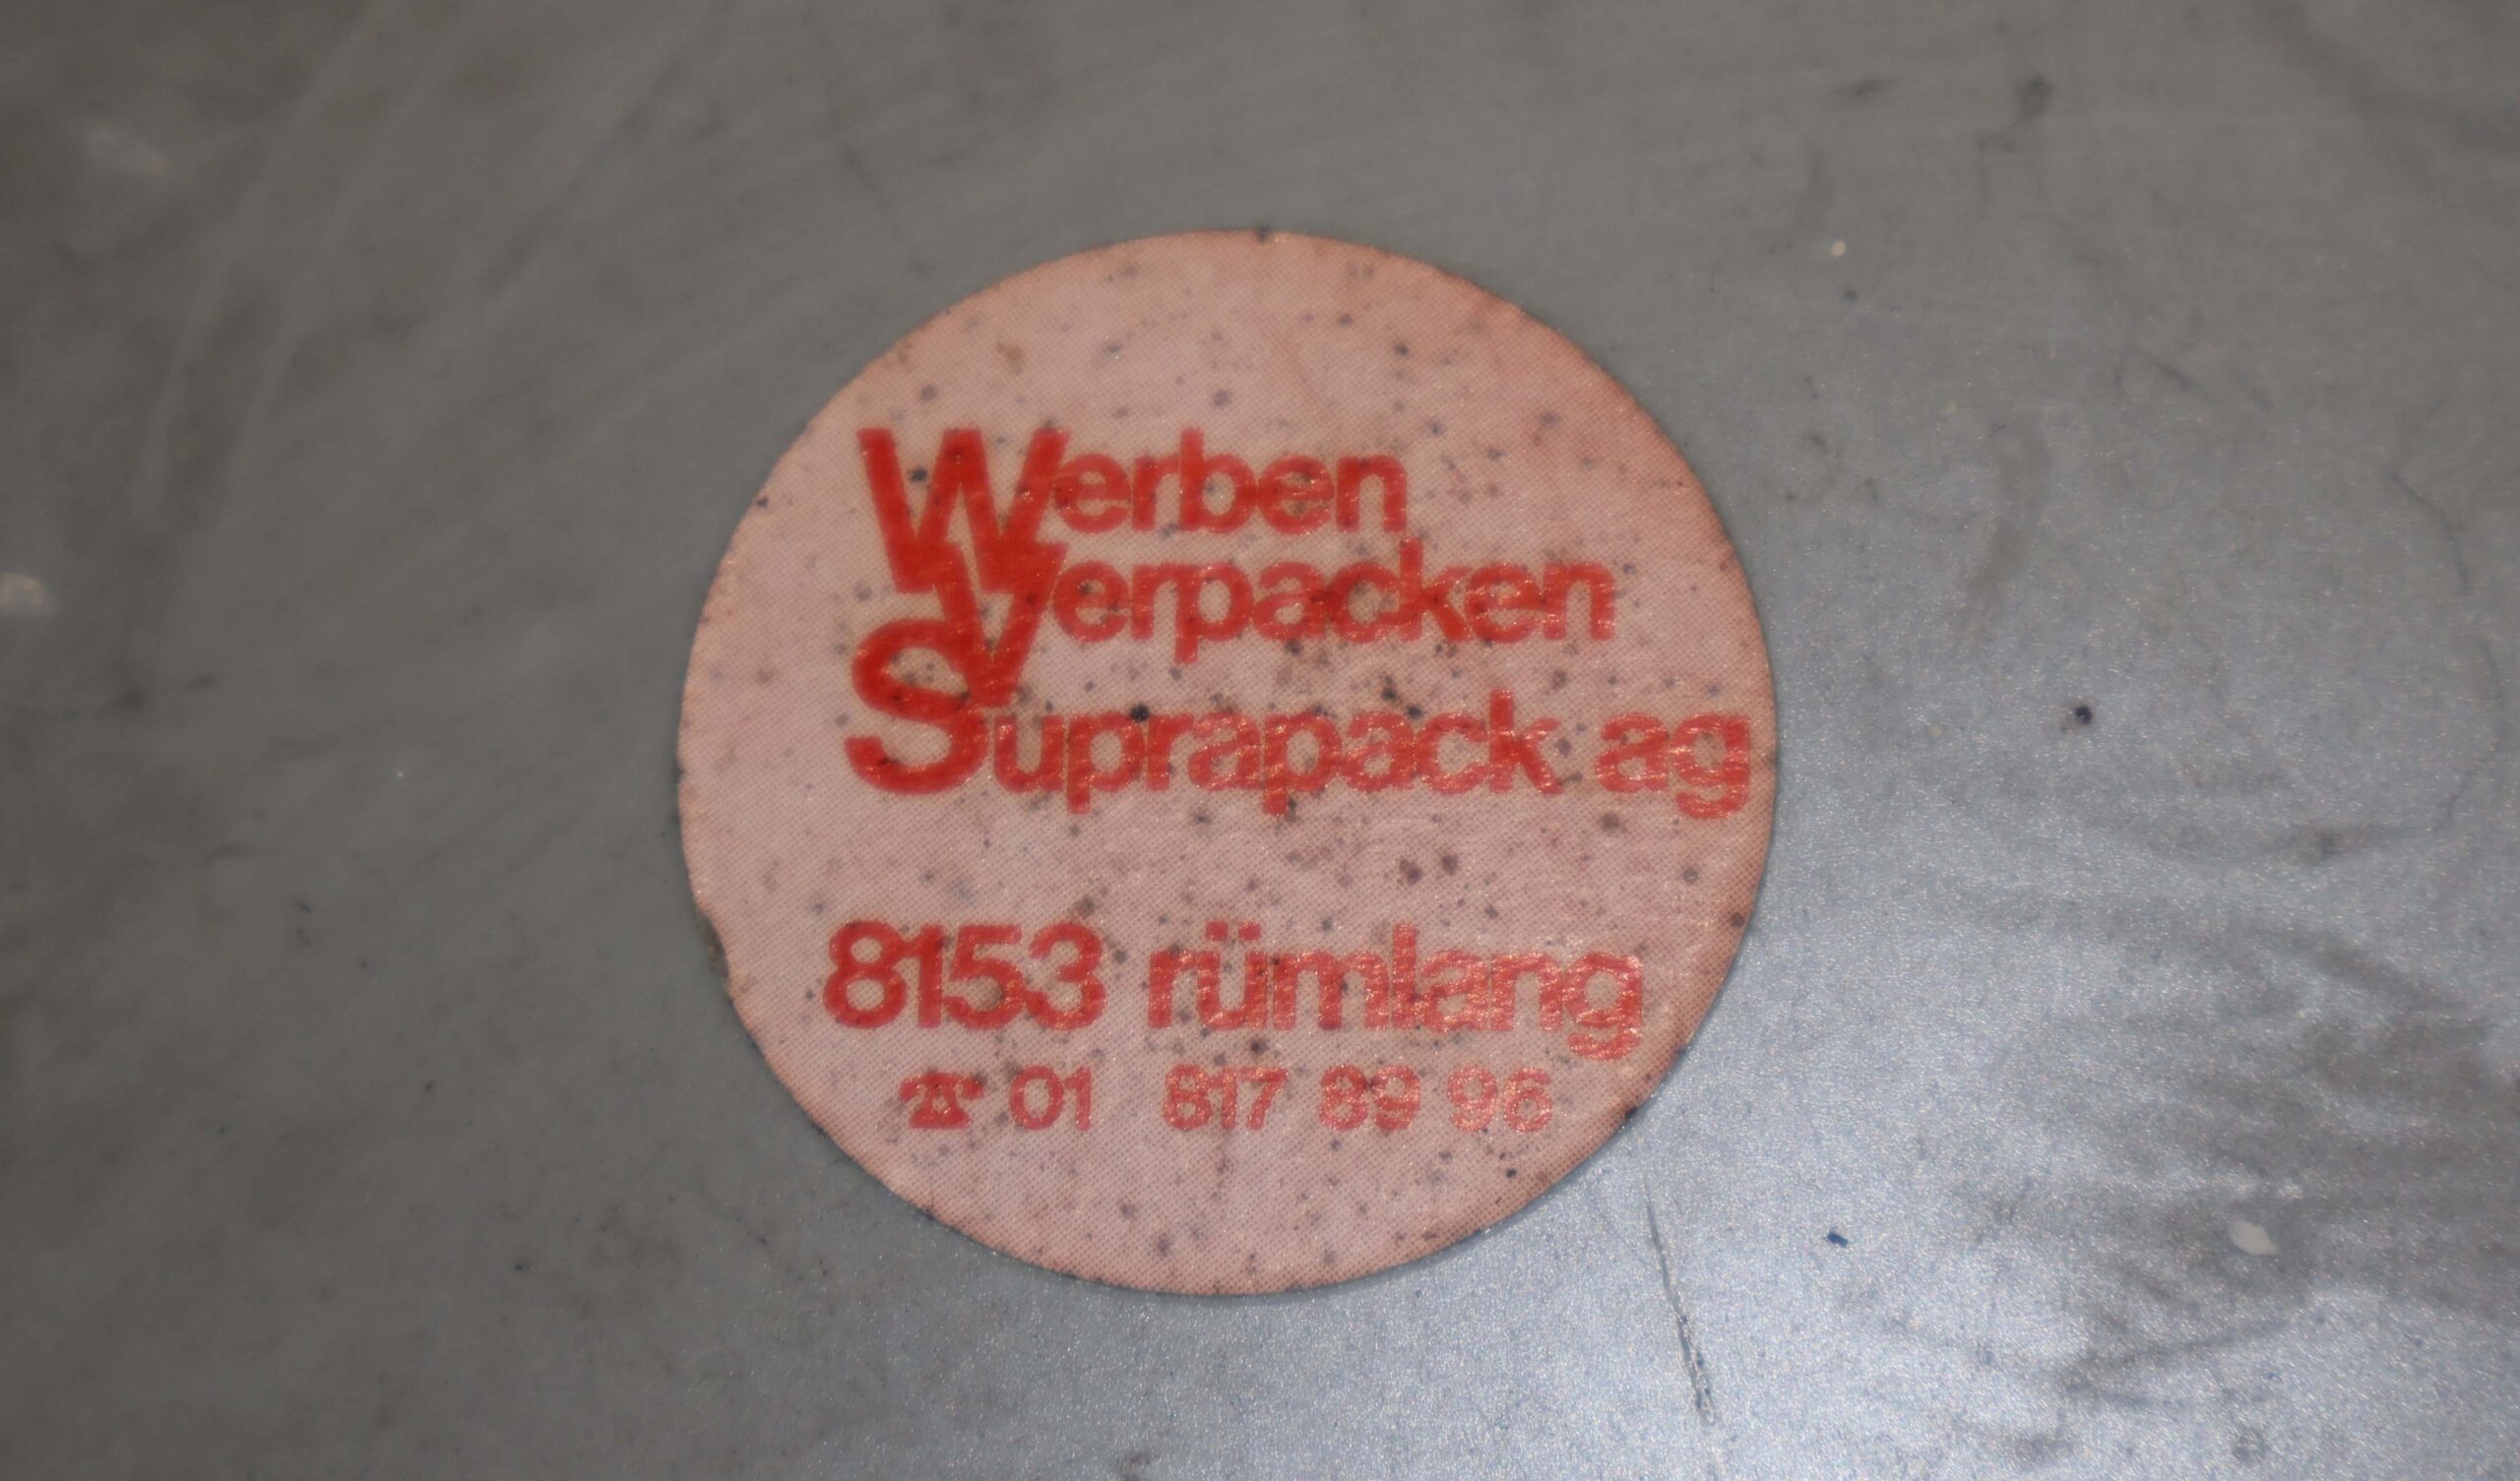 Werben
Verpacken
Suprapack ag
8153 rümlang
☎ 01 817 89 96